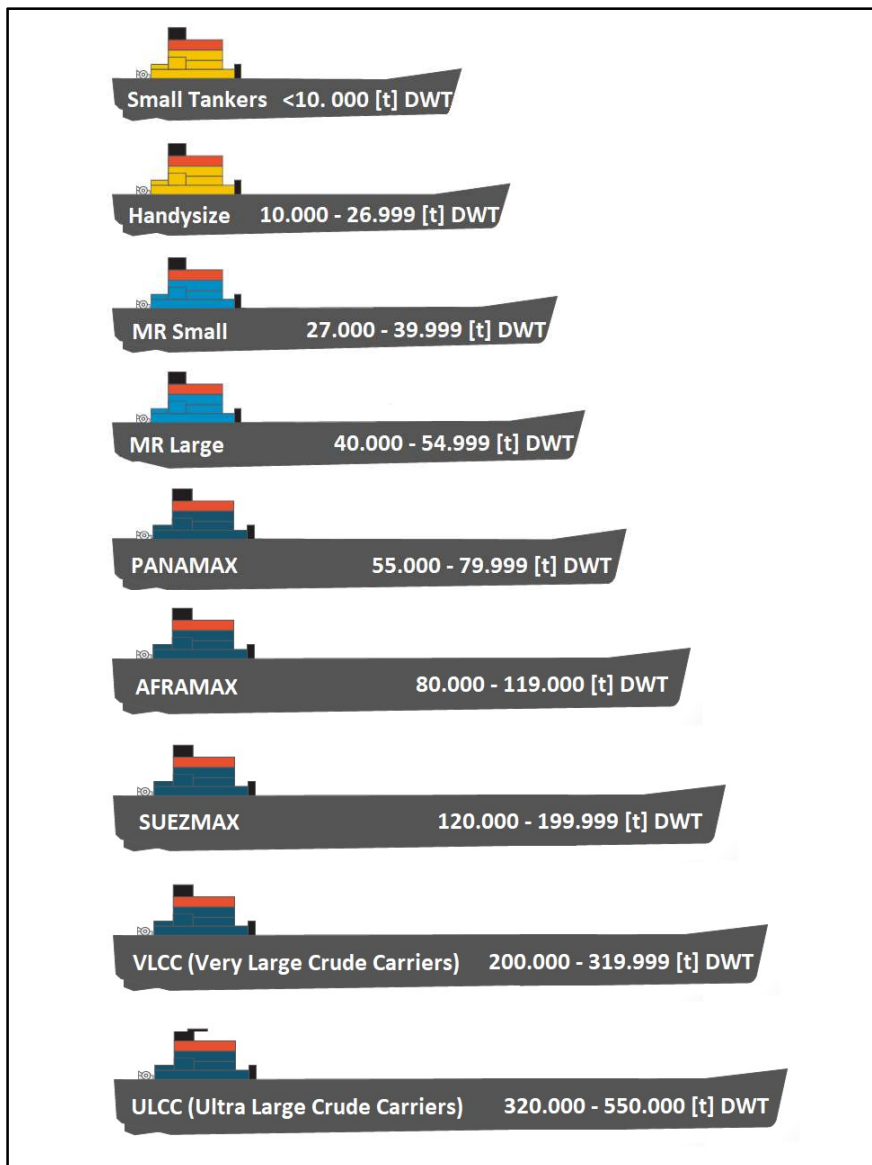 Small Tankers <10. 000 [t] DWT
Handysize 10.000 - 26.999 [t] DWT
MR Small 27.000 - 39.999 [t] DWT
MR Large 40.000 - 54.999 [t] DWT
PANAMAX 55.000 - 79.999 [t] DWT
AFRAMAX 80.000 - 119.000 [t] DWT
SUEZMAX 120.000 - 199.999 [t] DWT
VLCC (Very Large Crude Carriers) 200.000 - 319.999 [t] DWT
ULCC (Ultra Large Crude Carriers) 320.000 - 550.000 [t] DWT